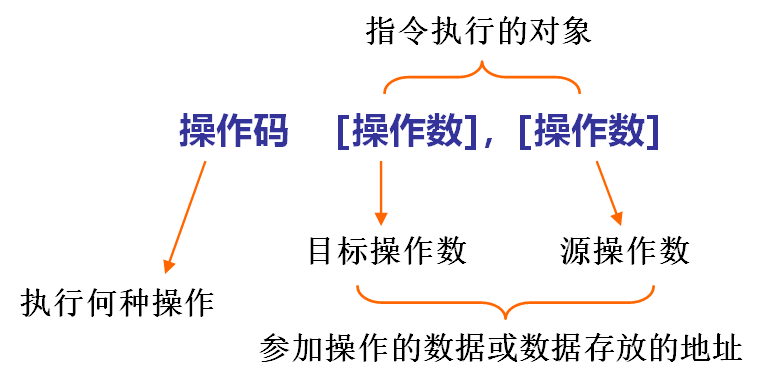 指令执行的对象
操作码 [操作数]，[操作数]
目标操作数 源操作数
执行何种操作
参加操作的数据或数据存放的地址